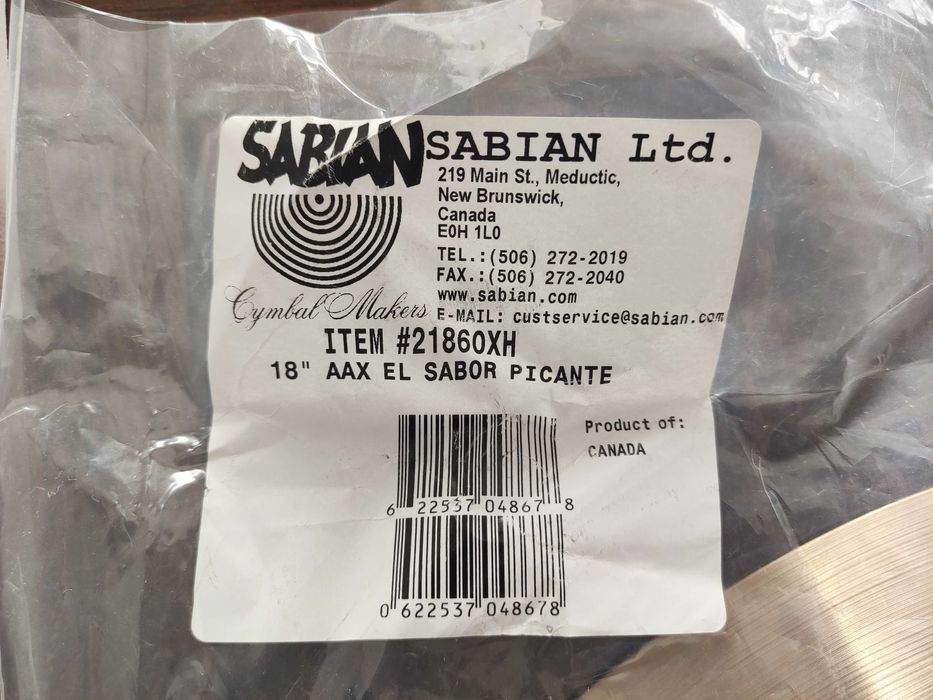 SABIAN
Cymbal Makers
SABIAN Ltd.
219 Main St., Meductic,
New Brunswick,
Canada
E0H 1L0
TEL.:(506) 272-2019
FAX.:(506) 272-2040
www.sabian.com
E-MAIL: custservice@sabian.com
ITEM #21860XH
18" AAX EL SABOR PICANTE
Product of:
CANADA
6 22537 04867 8
0 622537 048678